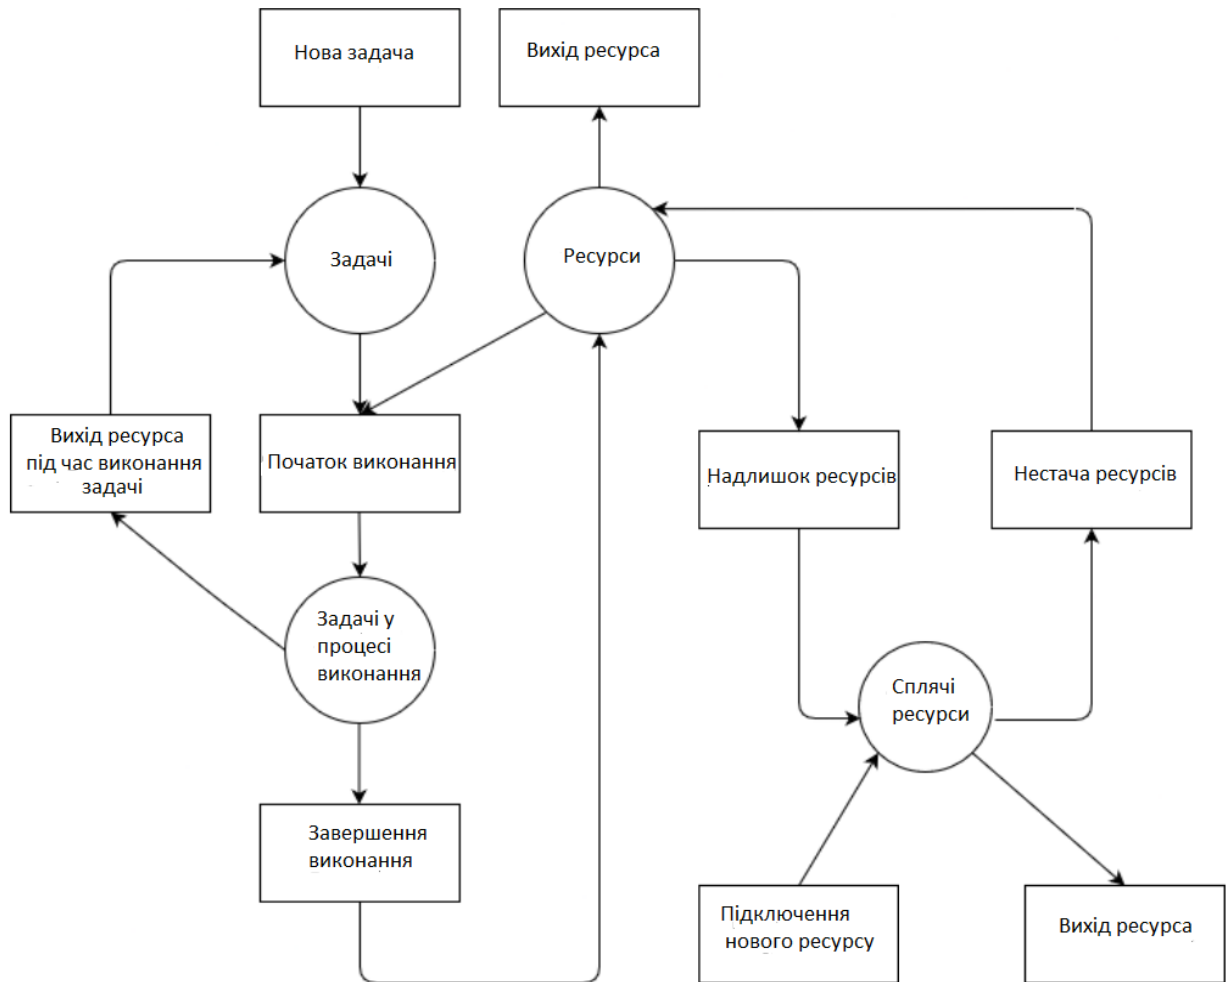 Нова задача
Вихід ресурса
Задачі
Ресурси
Вихід ресурса
під час виконання
задачі
Початок виконання
Надлишок ресурсів
Нестача ресурсів
Задачі у
процесі
виконання
Сплячі
ресурси
Завершення
виконання
Підключення
нового ресурсу
Вихід ресурса